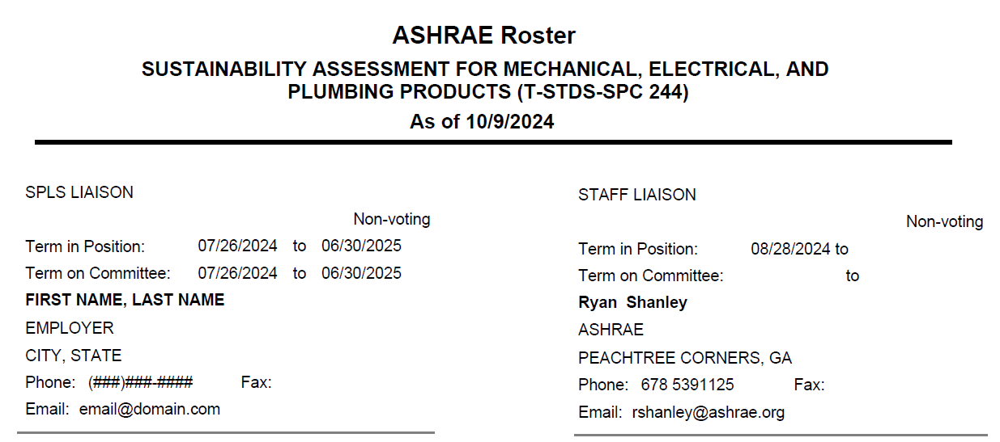 ASHRAE Roster
SUSTAINABILITY ASSESSMENT FOR MECHANICAL, ELECTRICAL, AND
PLUMBING PRODUCTS (T-STDS-SPC 244)
As of 10/9/2024
SPLS LIAISON
Non-voting
Term in Position: 07/26/2024 to 06/30/2025
Term on Committee: 07/26/2024 to 06/30/2025
FIRST NAME, LAST NAME
EMPLOYER
CITY, STATE
Phone: (###)###-#### Fax:
Email: email@domain.com
STAFF LIAISON
Non-voting
Term in Position: 08/28/2024 to
Term on Committee: to
Ryan Shanley
ASHRAE
PEACHTREE CORNERS, GA
Phone: 678 5391125 Fax:
Email: rshanley@ashrae.org